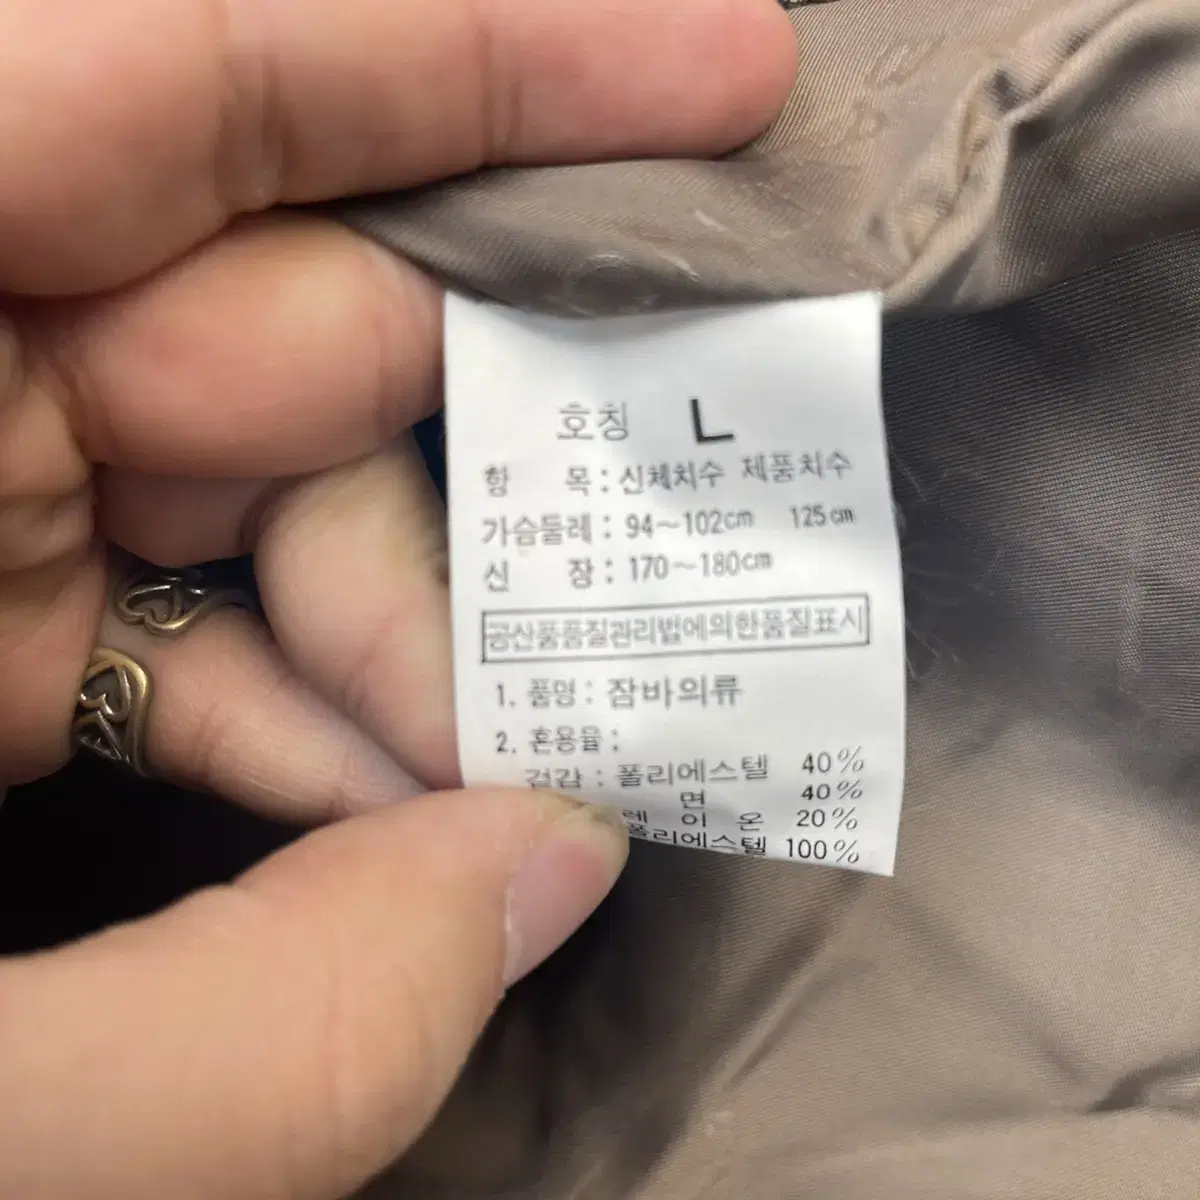 호칭 L
항 목 : 신체치수 제품치수
가슴둘레 : 94~102cm 125cm
신 장 : 170~180cm
공산품품질관리법에의한품질표시
1. 품명 : 잠바의류
2. 혼용율 :
겉감 : 폴리에스텔 40%
면 40%
레 이 온 20%
폴리에스텔 100%